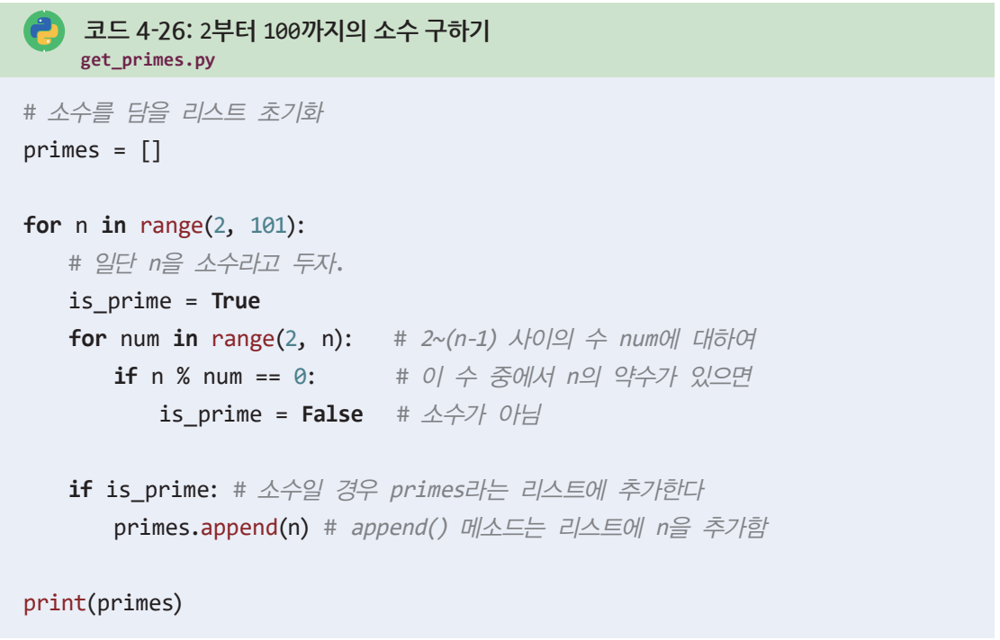 코드 4-26: 2부터 100까지의 소수 구하기
get_primes.py
# 소수를 담을 리스트 초기화
primes = []
for n in range(2, 101):
    # 일단 n을 소수라고 두자.
    is_prime = True
    for num in range(2, n):    # 2~(n-1) 사이의 수 num에 대하여
        if n % num == 0:       # 이 수 중에서 n의 약수가 있으면
            is_prime = False   # 소수가 아님
    if is_prime: # 소수일 경우 primes라는 리스트에 추가한다
        primes.append(n) # append() 메소드는 리스트에 n을 추가함
print(primes)